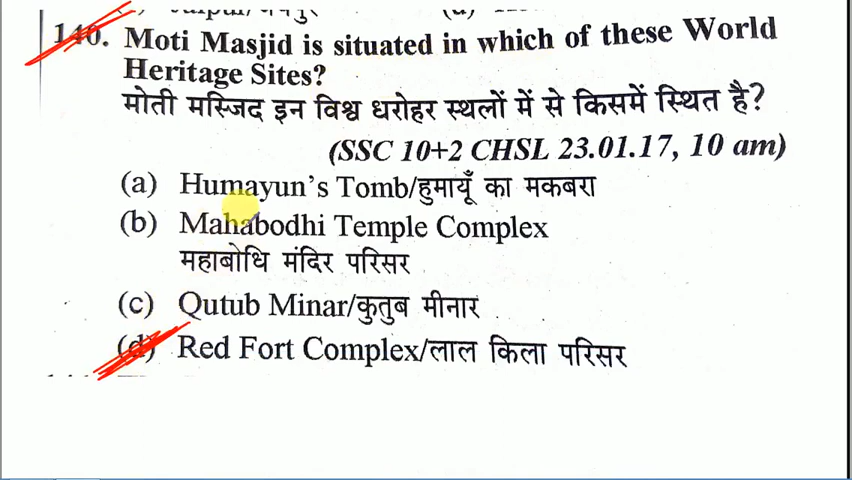 140. Moti Masjid is situated in which of these World
Heritage Sites?
मोती मस्जिद इन विश्व धरोहर स्थलों में से किसमें स्थित है?
(SSC 10+2 CHSL 23.01.17, 10 am)
(a) Humayun's Tomb/हुमायूँ का मकबरा
(b) Mahabodhi Temple Complex
महाबोधि मंदिर परिसर
(c) Qutub Minar/कुतुब मीनार
(d) Red Fort Complex/लाल किला परिसर